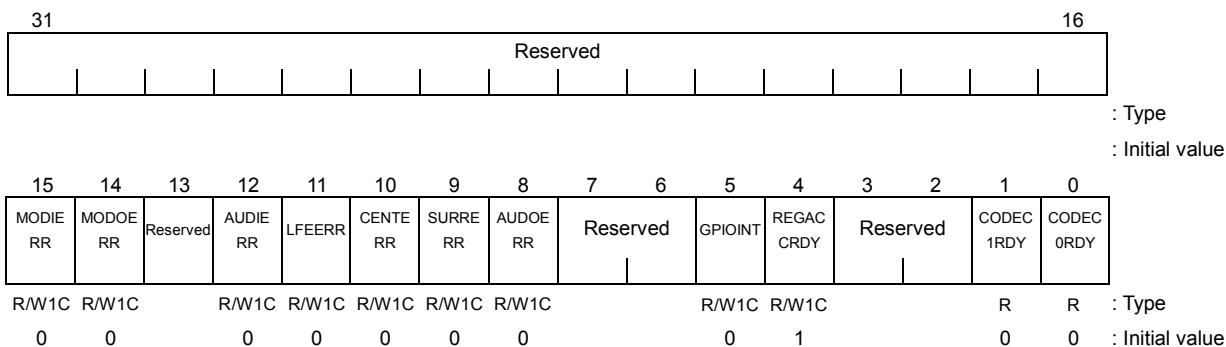 31 16
Reserved
: Type
: Initial value
15 14 13 12 11 10 9 8 7 6 5 4 3 2 1 0
MODIE MODOE Reserved AUDIE LFEERR CENTE SURRE AUDOE Reserved GPIOINT REGAC Reserved CODEC CODEC
RR RR RR RR RR RR CRDY 1RDY 0RDY
R/W1C R/W1C R/W1C R/W1C R/W1C R/W1C R/W1C R/W1C R/W1C R R : Type
0 0 0 0 0 0 0 0 1 0 0 : Initial value